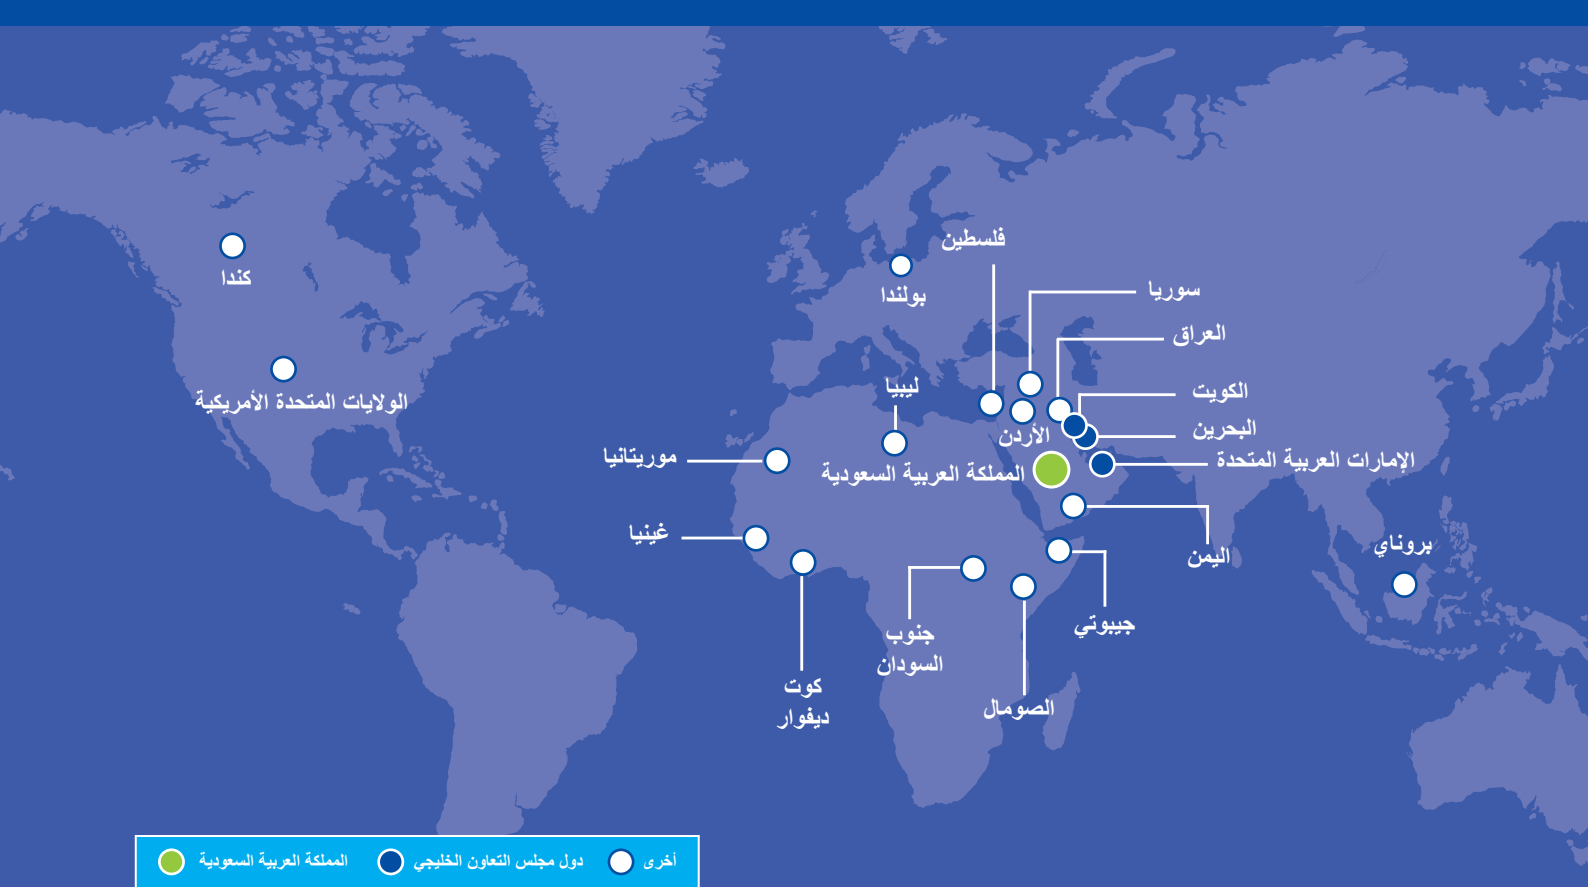 فلسطين
كندا
بولندا
سوريا
العراق
الولايات المتحدة الأمريكية
ليبيا
الكويت
الأردن
البحرين
موريتانيا
المملكة العربية السعودية
الإمارات العربية المتحدة
غينيا
اليمن
بروناي
جنوب
السودان
جيبوتي
كوت
ديفوار
الصومال
أخرى
دول مجلس التعاون الخليجي
المملكة العربية السعودية